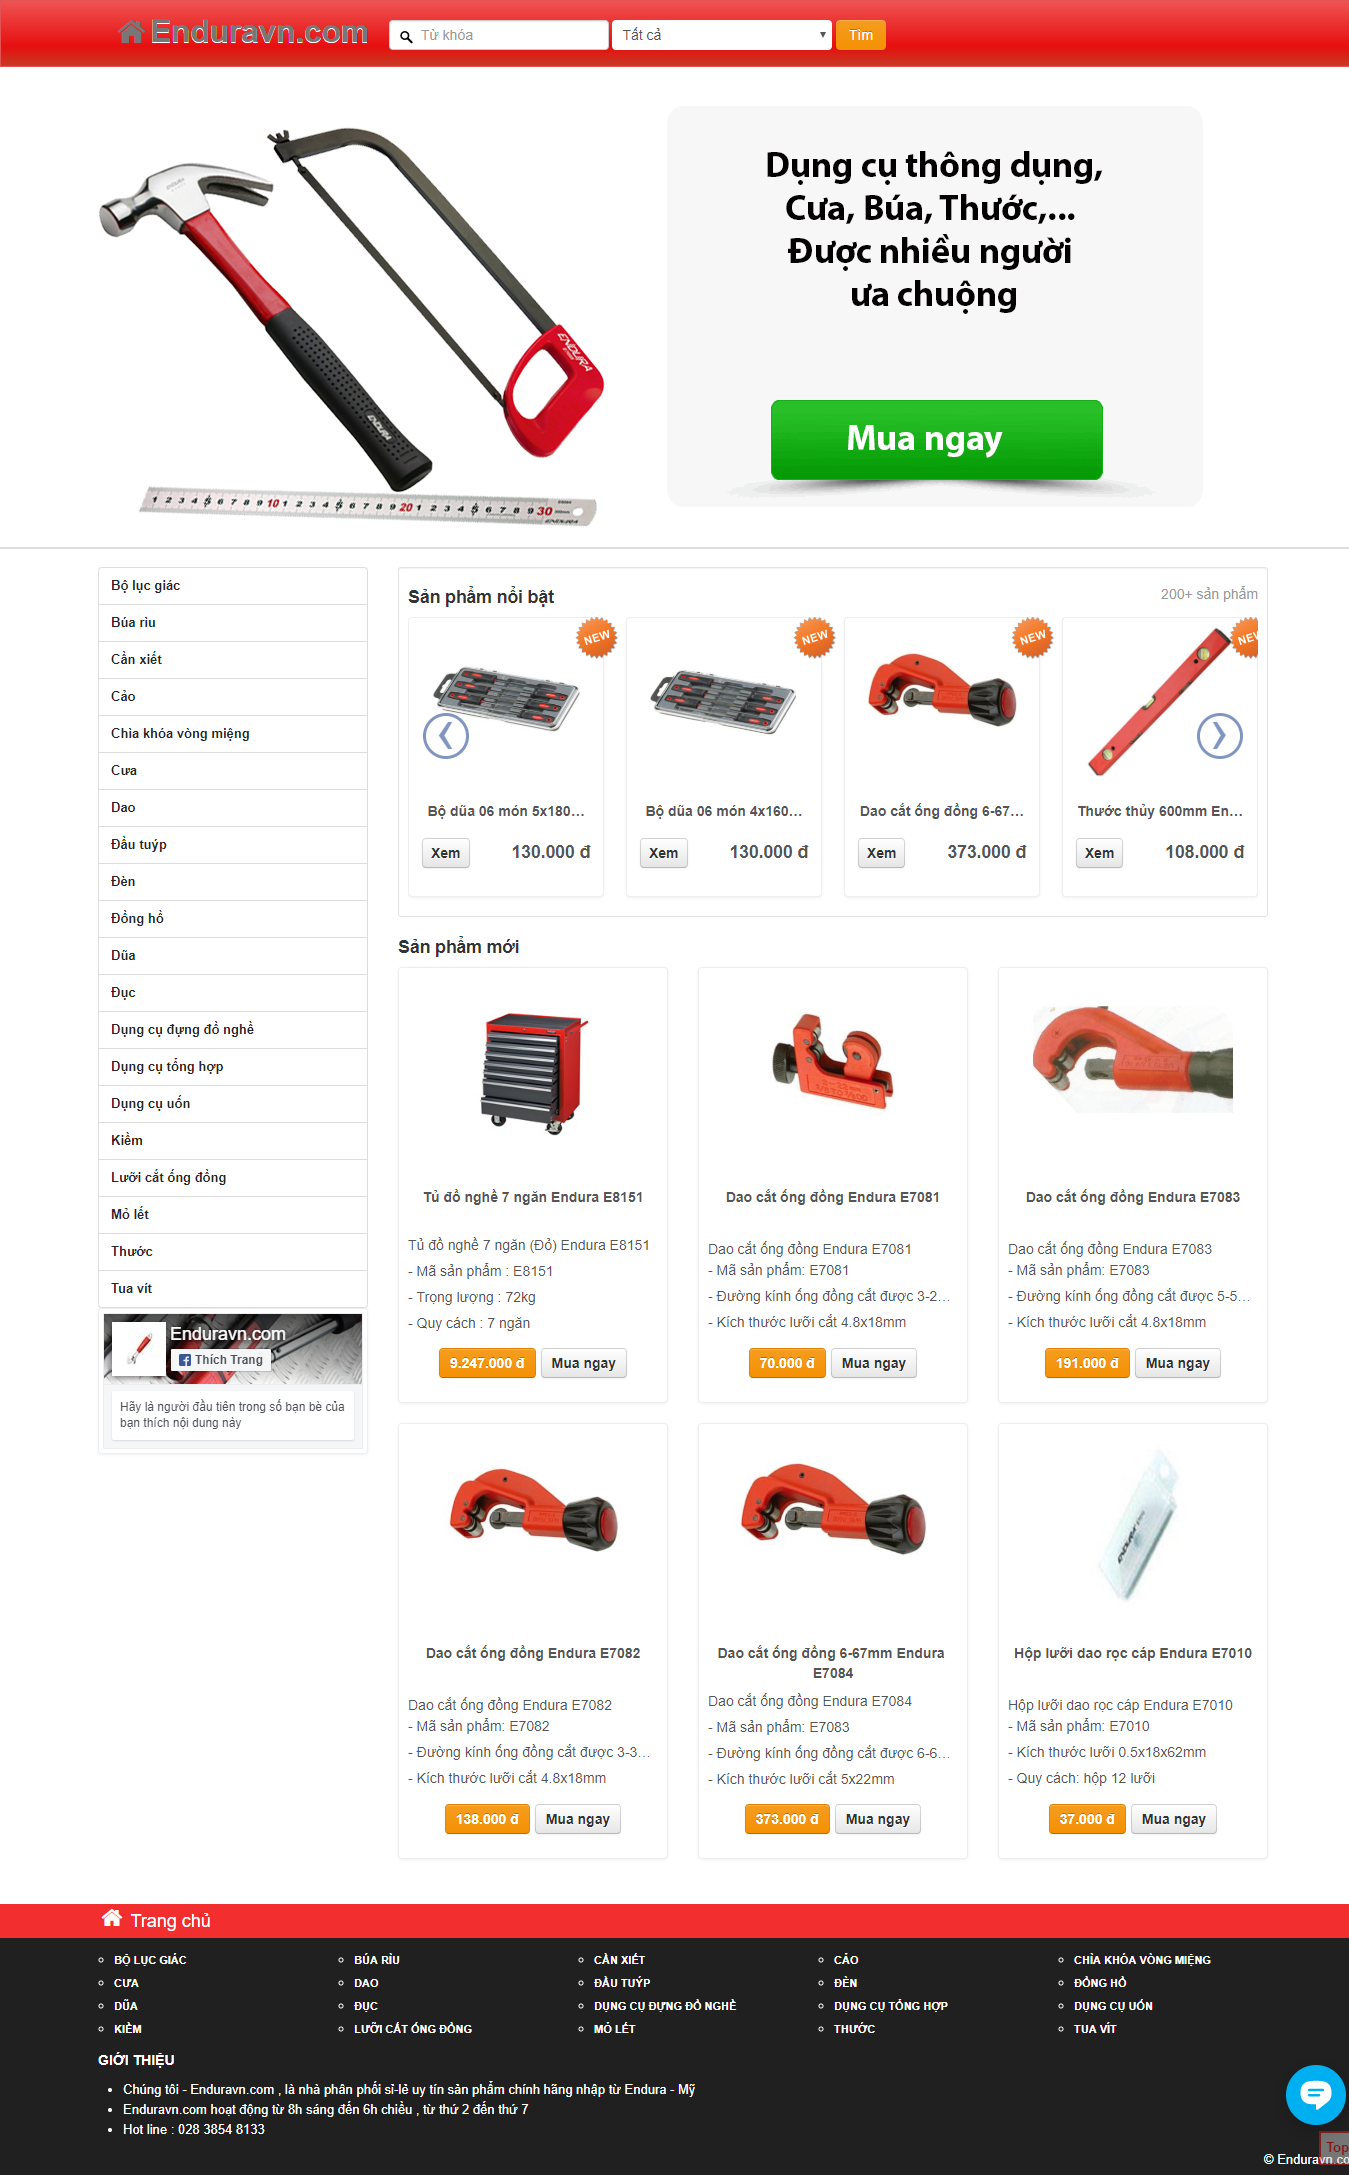 Enduravn.com
Từ khóa
Tất cả
Tìm
Dụng cụ thông dụng,
Cưa, Búa, Thước,...
Được nhiều người
ưa chuộng
Mua ngay
ENDURA
ENDURA
Bộ lục giác
Búa rìu
Cần xiết
Cảo
Chìa khóa vòng miệng
Cưa
Dao
Đầu tuýp
Đèn
Đồng hồ
Dũa
Đục
Dụng cụ đựng đồ nghề
Dụng cụ tổng hợp
Dụng cụ uốn
Kiềm
Lưỡi cắt ống đồng
Mỏ lết
Thước
Tua vít
Enduravn.com
Thích Trang
Hãy là người đầu tiên trong số bạn bè của
bạn thích nội dung này
Sản phẩm nổi bật
200+ sản phẩm
NEW
NEW
NEW
NEW
Bộ dũa 06 món 5x180...
Bộ dũa 06 món 4x160...
Dao cắt ống đồng 6-67...
Thước thủy 600mm En...
Xem
130.000 đ
Xem
130.000 đ
Xem
373.000 đ
Xem
108.000 đ
Sản phẩm mới
Tủ đồ nghề 7 ngăn Endura E8151
Tủ đồ nghề 7 ngăn (Đỏ) Endura E8151
- Mã sản phẩm : E8151
- Trọng lượng : 72kg
- Quy cách : 7 ngăn
9.247.000 đ
Mua ngay
Dao cắt ống đồng Endura E7081
Dao cắt ống đồng Endura E7081
- Mã sản phẩm: E7081
- Đường kính ống đồng cắt được 3-2...
- Kích thước lưỡi cắt 4.8x18mm
70.000 đ
Mua ngay
Dao cắt ống đồng Endura E7083
Dao cắt ống đồng Endura E7083
- Mã sản phẩm: E7083
- Đường kính ống đồng cắt được 5-5...
- Kích thước lưỡi cắt 4.8x18mm
191.000 đ
Mua ngay
Dao cắt ống đồng Endura E7082
Dao cắt ống đồng Endura E7082
- Mã sản phẩm: E7082
- Đường kính ống đồng cắt được 3-3...
- Kích thước lưỡi cắt 4.8x18mm
138.000 đ
Mua ngay
Dao cắt ống đồng 6-67mm Endura
E7084
Dao cắt ống đồng Endura E7084
- Mã sản phẩm: E7083
- Đường kính ống đồng cắt được 6-6...
- Kích thước lưỡi cắt 5x22mm
373.000 đ
Mua ngay
Hộp lưỡi dao rọc cáp Endura E7010
Hộp lưỡi dao rọc cáp Endura E7010
- Mã sản phẩm: E7010
- Kích thước lưỡi 0.5x18x62mm
- Quy cách: hộp 12 lưỡi
37.000 đ
Mua ngay
Trang chủ
BỘ LỤC GIÁC
BÚA RÌU
CẦN XIẾT
CẢO
CHÌA KHÓA VÒNG MIỆNG
CƯA
DAO
ĐẦU TUÝP
ĐÈN
ĐỒNG HỒ
DŨA
ĐỤC
DỤNG CỤ ĐỰNG ĐỒ NGHỀ
DỤNG CỤ TỔNG HỢP
DỤNG CỤ UỐN
KIỀM
LƯỠI CẮT ỐNG ĐỒNG
MỎ LẾT
THƯỚC
TUA VÍT
GIỚI THIỆU
Chúng tôi - Enduravn.com , là nhà phân phối sỉ-lẻ uy tín sản phẩm chính hãng nhập từ Endura - Mỹ
Enduravn.com hoạt động từ 8h sáng đến 6h chiều , từ thứ 2 đến thứ 7
Hot line : 028 3854 8133
Top
© Enduravn.co